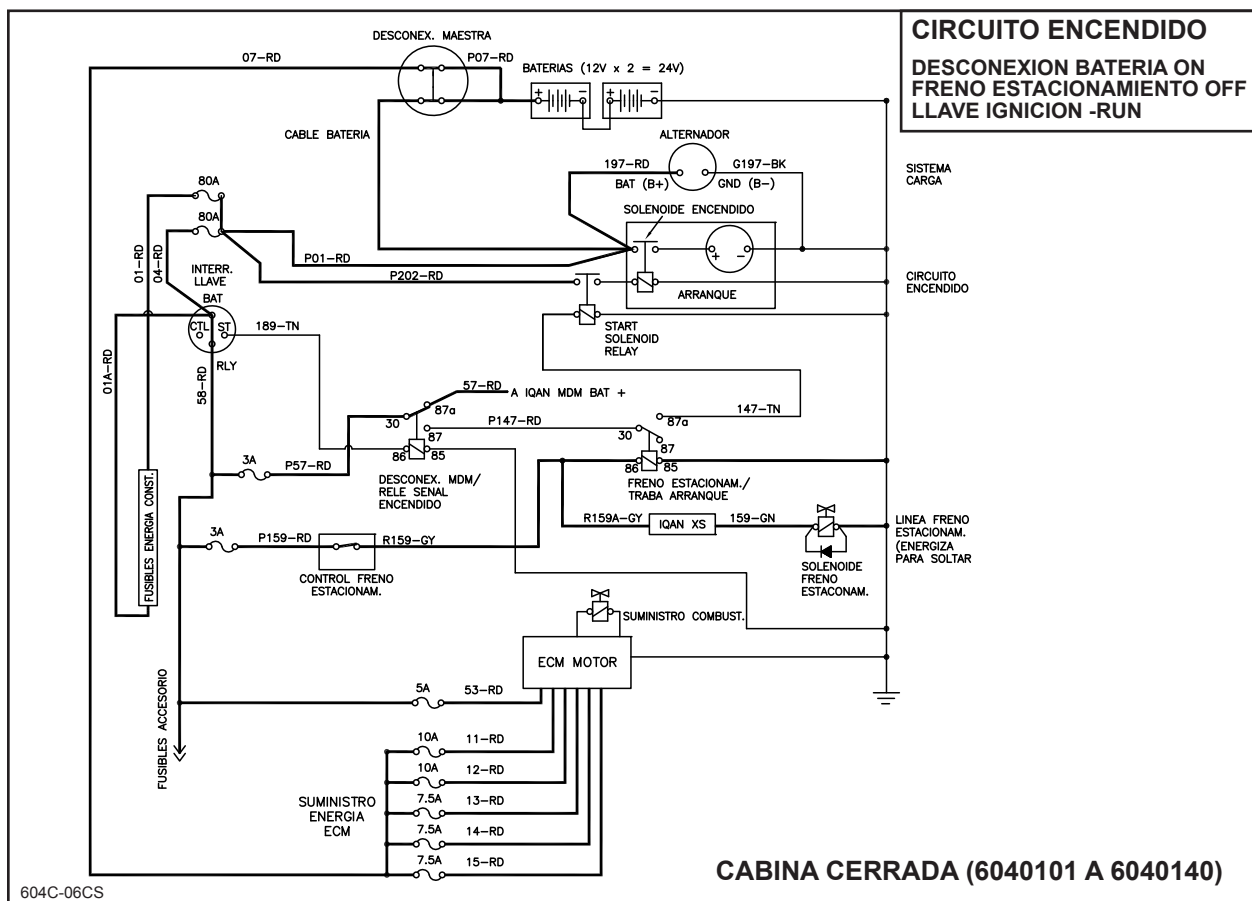 CIRCUITO ENCENDIDO
DESCONEXION BATERIA ON
FRENO ESTACIONAMIENTO OFF
LLAVE IGNICION -RUN
DESCONEX. MAESTRA
07-RD
P07-RD
BATERIAS (12V x 2 = 24V)
+
-
+
-
CABLE BATERIA
ALTERNADOR
197-RD
G197-BK
BAT (B+)
GND (B-)
SISTEMA
CARGA
80A
SOLENOIDE ENCENDIDO
80A
+
-
01-RD
04-RD
P01-RD
INTERR.
LLAVE
P202-RD
ARRANQUE
CIRCUITO
ENCENDIDO
BAT
CTL
ST
189-TN
START
SOLENOID
RELAY
RLY
01A-RD
58-RD
57-RD
A IQAN MDM BAT +
87a
30
87
86
85
P147-RD
147-TN
87a
30
87
86
85
3A
P57-RD
DESCONEX. MDM/
RELE SENAL
ENCENDIDO
FRENO ESTACIONAM./
TRABA ARRANQUE
FUSIBLES ENERGIA CONST.
R159A-GY
IQAN XS
159-GN
LINEA FRENO
ESTACIONAM.
(ENERGIZA
PARA SOLTAR
3A
P159-RD
R159-GY
CONTROL FRENO
ESTACIONAM.
SOLENOIDE
FRENO
ESTACONAM.
SUMINISTRO COMBUST.
ECM MOTOR
FUSIBLES ACCESORIO
5A
53-RD
10A
11-RD
10A
12-RD
7.5A
13-RD
7.5A
14-RD
7.5A
15-RD
SUMINISTRO
ENERGIA
ECM
CABINA CERRADA (6040101 A 6040140)
604C-06CS